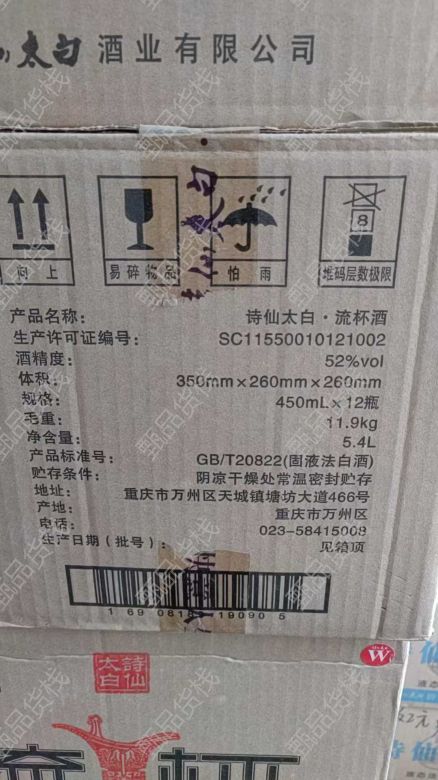 太白酒业有限公司
向上
易碎物品
怕雨
8
堆码层数极限
产品名称：
诗仙太白·流杯酒
生产许可证编号：
SC11550010121002
酒精度：
52%vol
体积：
350mm×260mm×260mm
规格：
450mL×12瓶
毛重：
11.9kg
净含量：
5.4L
产品标准号：
GB/T20822(固液法白酒)
贮存条件：
阴凉干燥处常温密封贮存
地址：
重庆市万州区天城镇塘坊大道466号
产地：
重庆市万州区
电话：
023-58415008
生产日期（批号）：
见箱顶
太白
诗仙
W
仙
诗仙
甄品货栈